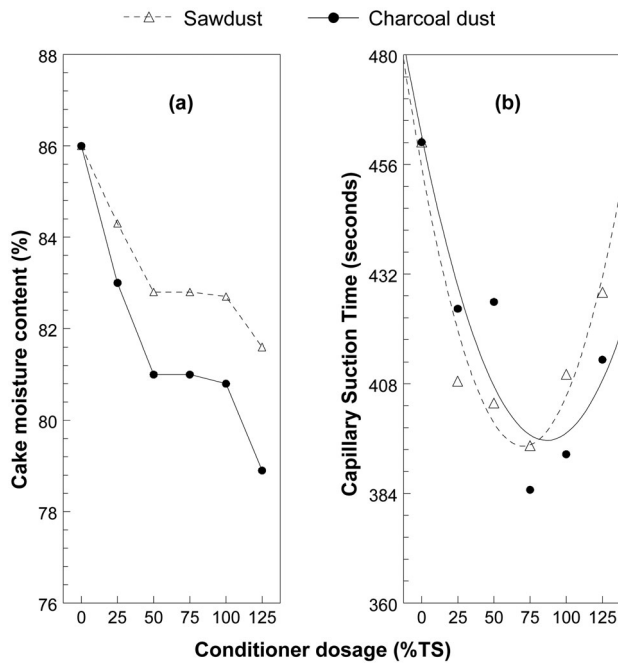 Sawdust Charcoal dust
(a)
(b)
Cake moisture content (%)
88
86
84
82
80
78
76
0 25 50 75 100 125
Capillary Suction Time (seconds)
480
456
432
408
384
360
0 25 50 75 100 125
Conditioner dosage (%TS)